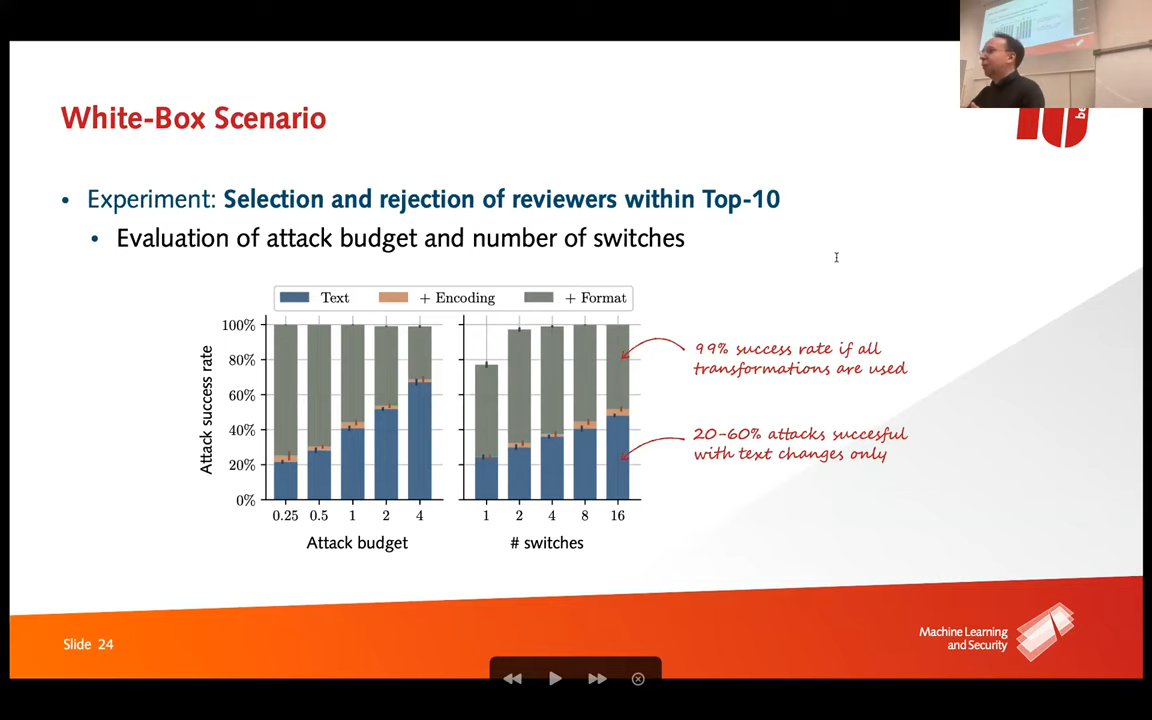 White-Box Scenario
• Experiment: Selection and rejection of reviewers within Top-10
• Evaluation of attack budget and number of switches
Text + Encoding + Format
Attack success rate
100%
80%
60%
40%
20%
0%
0.25 0.5 1 2 4
Attack budget
1 2 4 8 16
# switches
99% success rate if all
transformations are used
20-60% attacks succesful
with text changes only
Slide 24
Machine Learning
and Security
be